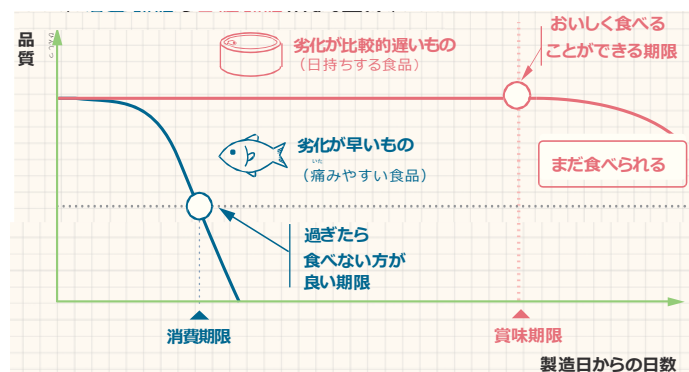 品質
ひんしつ
劣化が比較的遅いもの
（日持ちする食品）
おいしく食べる
ことができる期限
劣化が早いもの
いた
（痛みやすい食品）
まだ食べられる
過ぎたら
食べない方が
良い期限
消費期限
賞味期限
製造日からの日数